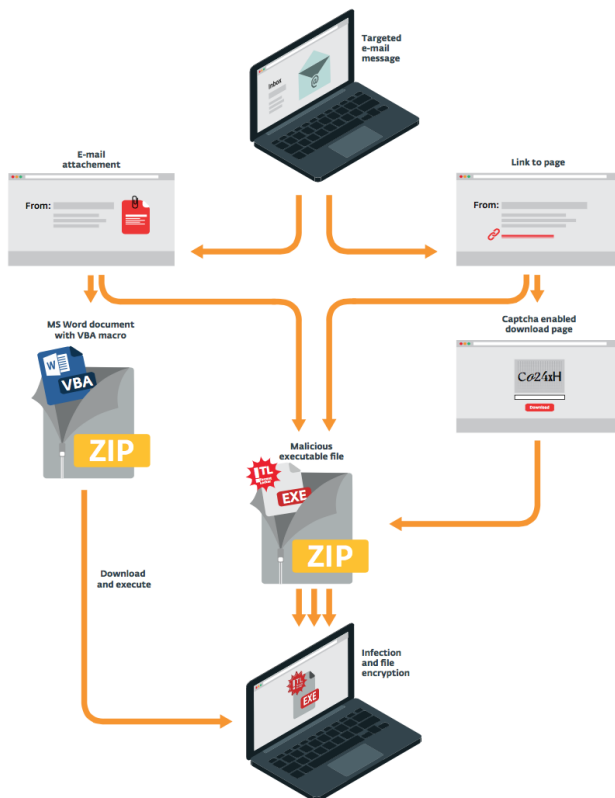 Targeted
e-mail
message
Inbox
@
E-mail
attachement
From:
Link to page
From:
MS Word document
with VBA macro
W
VBA
ZIP
Captcha enabled
download page
Co24xH
Download
Malicious
executable file
EXE
ZIP
Download
and execute
Infection
and file
encryption
EXE